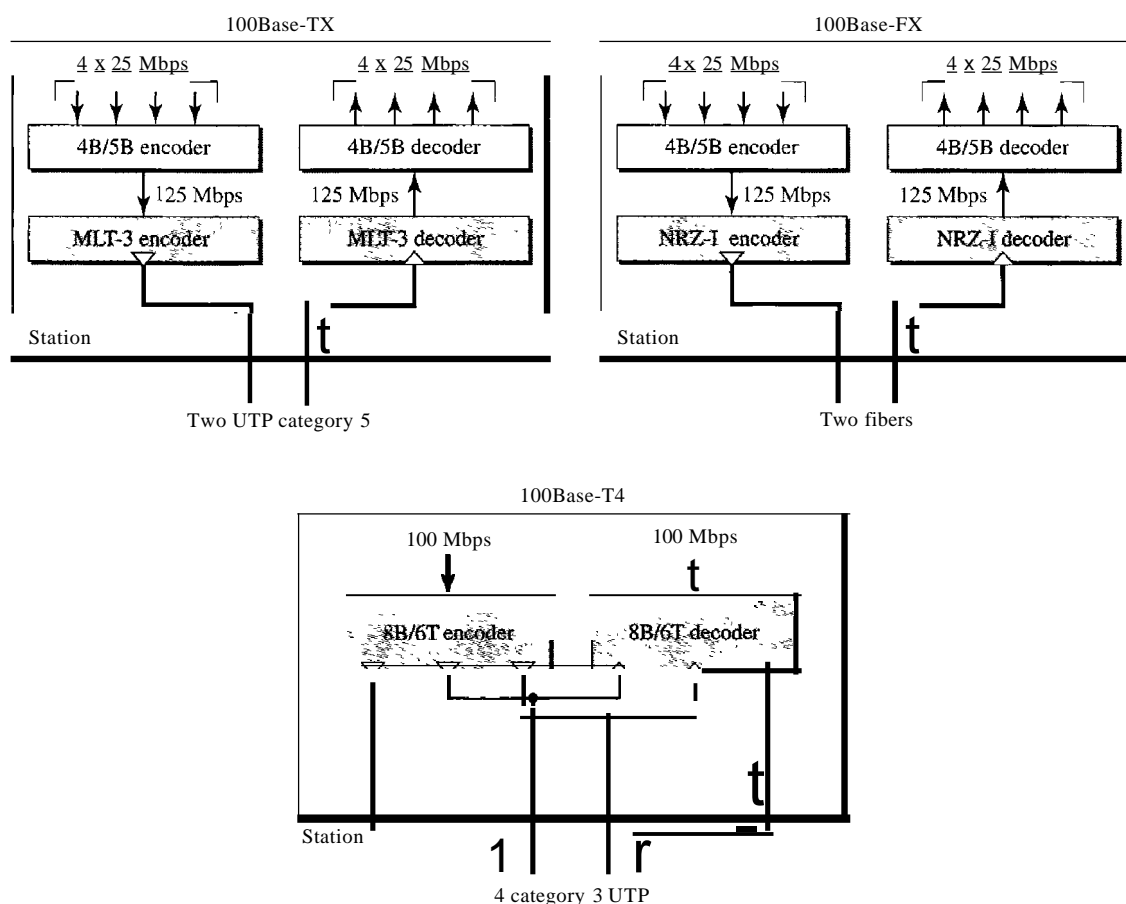 100Base-TX
4 x 25 Mbps
4 x 25 Mbps
4B/5B encoder
4B/5B decoder
125 Mbps
125 Mbps
MLT-3 encoder
MLT-3 decoder
t
Station
Two UTP category 5
100Base-FX
4x 25 Mbps
4 x 25 Mbps
4B/5B encoder
4B/5B decoder
125 Mbps
125 Mbps
NRZ-I encoder
NRZ-I decoder
t
Station
Two fibers
100Base-T4
100 Mbps
100 Mbps
t
8B/6T encoder
8B/6T decoder
t
Station
1
r
4 category 3 UTP